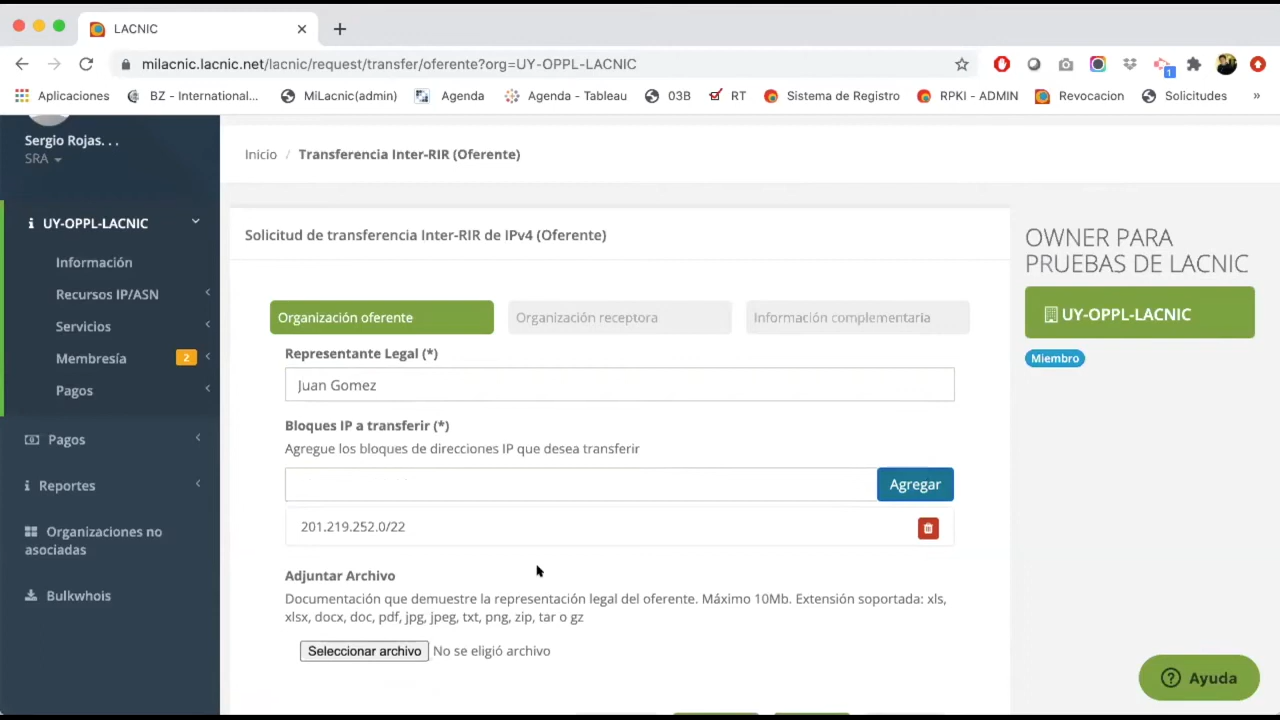 LACNIC
milacnic.lacnic.net/lacnic/request/transfer/oferente?org=UY-OPPL-LACNIC
1
Aplicaciones
BZ - International...
MiLacnic(admin)
Agenda
Agenda - Tableau
03B
RT
Sistema de Registro
RPKI - ADMIN
Revocacion
Solicitudes
»
Sergio Rojas. . .
SRA
UY-OPPL-LACNIC
Información
Recursos IP/ASN
Servicios
Membresía 2
Pagos
Pagos
Reportes
Organizaciones no
asociadas
Bulkwhois
Inicio / Transferencia Inter-RIR (Oferente)
Solicitud de transferencia Inter-RIR de IPv4 (Oferente)
Organización oferente
Organización receptora
Información complementaria
Representante Legal (*)
Juan Gomez
Bloques IP a transferir (*)
Agregue los bloques de direcciones IP que desea transferir
Agregar
201.219.252.0/22
Adjuntar Archivo
Documentación que demuestre la representación legal del oferente. Máximo 10Mb. Extensión soportada: xls,
xlsx, docx, doc, pdf, jpg, jpeg, txt, png, zip, tar o gz
Seleccionar archivo No se eligió archivo
OWNER PARA
PRUEBAS DE LACNIC
UY-OPPL-LACNIC
Miembro
Ayuda